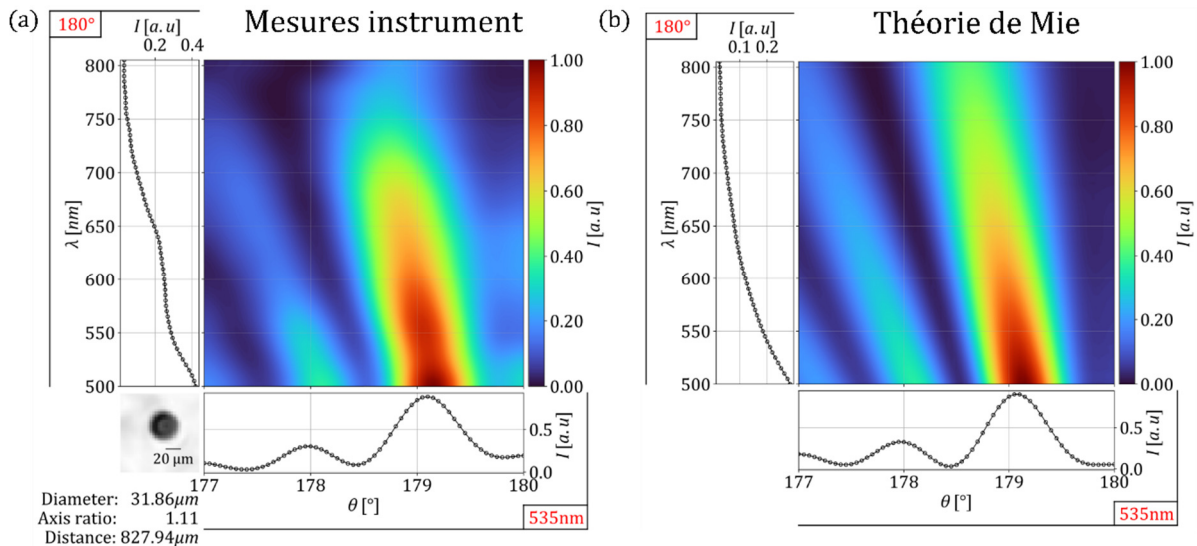 (a)
180°
I [a.u]
0.2 0.4
Mesures instrument
800
750
700
650
600
550
500
λ [nm]
1.00
0.80
0.60
0.40
0.20
0.00
I [a.u]
20 μm
0.5
0.0
I [a.u]
177 178 179 180
θ [°]
535nm
Diameter: 31.86μm
Axis ratio: 1.11
Distance: 827.94μm
(b)
180°
I [a.u]
0.1 0.2
Théorie de Mie
800
750
700
650
600
550
500
λ [nm]
1.00
0.80
0.60
0.40
0.20
0.00
I [a.u]
0.5
0.0
I [a.u]
177 178 179 180
θ [°]
535nm